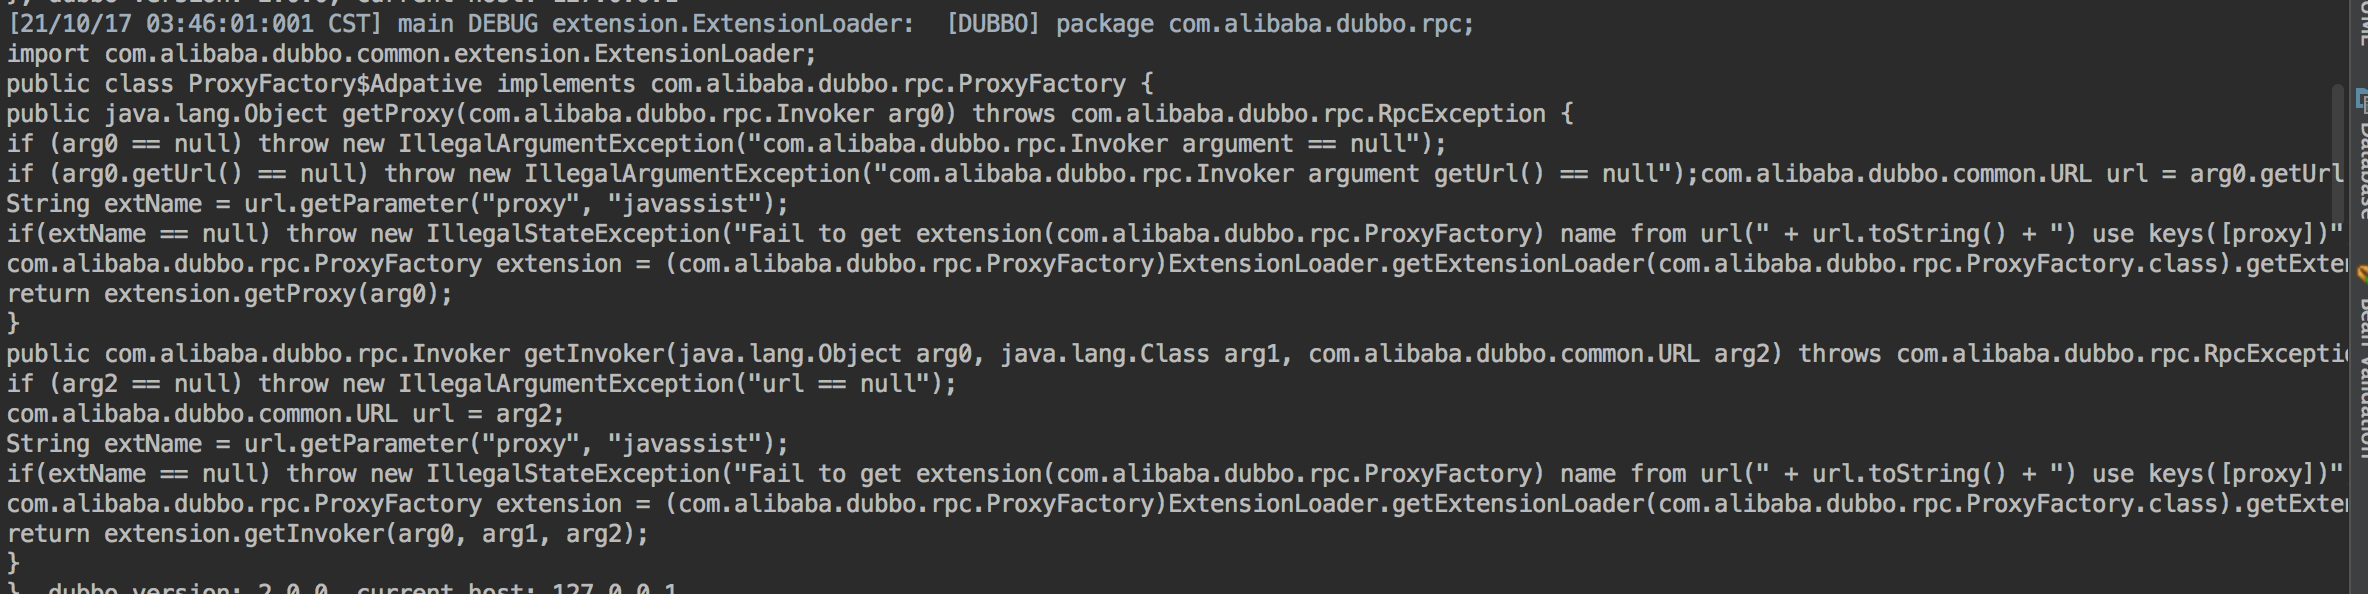 dubbo version: 2.0.0, current host: 127.0.0.1
[21/10/17 03:46:01:001 CST] main DEBUG extension.ExtensionLoader:  [DUBBO] package com.alibaba.dubbo.rpc;
import com.alibaba.dubbo.common.extension.ExtensionLoader;
public class ProxyFactory$Adpative implements com.alibaba.dubbo.rpc.ProxyFactory {
public java.lang.Object getProxy(com.alibaba.dubbo.rpc.Invoker arg0) throws com.alibaba.dubbo.rpc.RpcException {
if (arg0 == null) throw new IllegalArgumentException("com.alibaba.dubbo.rpc.Invoker argument == null");
if (arg0.getUrl() == null) throw new IllegalArgumentException("com.alibaba.dubbo.rpc.Invoker argument getUrl() == null");com.alibaba.dubbo.common.URL url = arg0.getUrl
String extName = url.getParameter("proxy", "javassist");
if(extName == null) throw new IllegalStateException("Fail to get extension(com.alibaba.dubbo.rpc.ProxyFactory) name from url(" + url.toString() + ") use keys([proxy])"
com.alibaba.dubbo.rpc.ProxyFactory extension = (com.alibaba.dubbo.rpc.ProxyFactory)ExtensionLoader.getExtensionLoader(com.alibaba.dubbo.rpc.ProxyFactory.class).getExte
return extension.getProxy(arg0);
}
public com.alibaba.dubbo.rpc.Invoker getInvoker(java.lang.Object arg0, java.lang.Class arg1, com.alibaba.dubbo.common.URL arg2) throws com.alibaba.dubbo.rpc.RpcExcepti
if (arg2 == null) throw new IllegalArgumentException("url == null");
com.alibaba.dubbo.common.URL url = arg2;
String extName = url.getParameter("proxy", "javassist");
if(extName == null) throw new IllegalStateException("Fail to get extension(com.alibaba.dubbo.rpc.ProxyFactory) name from url(" + url.toString() + ") use keys([proxy])"
com.alibaba.dubbo.rpc.ProxyFactory extension = (com.alibaba.dubbo.rpc.ProxyFactory)ExtensionLoader.getExtensionLoader(com.alibaba.dubbo.rpc.ProxyFactory.class).getExte
return extension.getInvoker(arg0, arg1, arg2);
}
}, dubbo version: 2.0.0, current host: 127.0.0.1
Database
Bean Validation